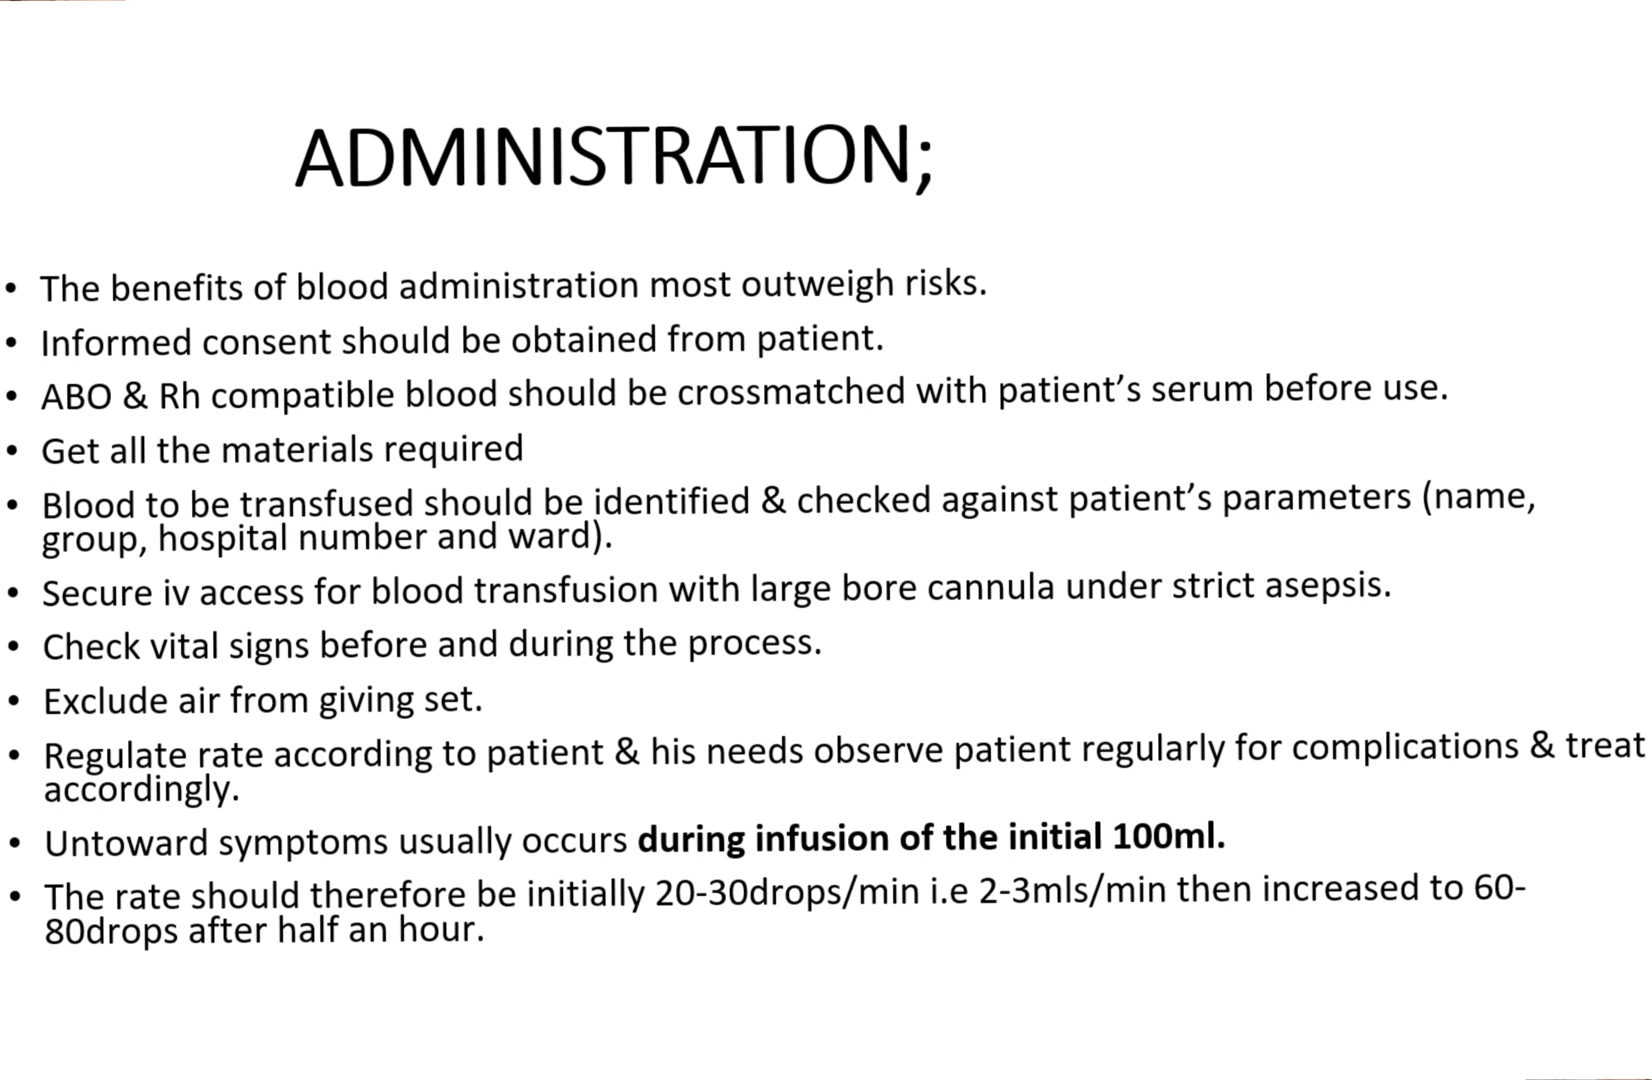 ADMINISTRATION;
• The benefits of blood administration most outweigh risks.
• Informed consent should be obtained from patient.
• ABO & Rh compatible blood should be crossmatched with patient’s serum before use.
• Get all the materials required
• Blood to be transfused should be identified & checked against patient’s parameters (name,
group, hospital number and ward).
• Secure iv access for blood transfusion with large bore cannula under strict asepsis.
• Check vital signs before and during the process.
• Exclude air from giving set.
• Regulate rate according to patient & his needs observe patient regularly for complications & treat
accordingly.
• Untoward symptoms usually occurs during infusion of the initial 100ml.
• The rate should therefore be initially 20-30drops/min i.e 2-3mls/min then increased to 60-
80drops after half an hour.